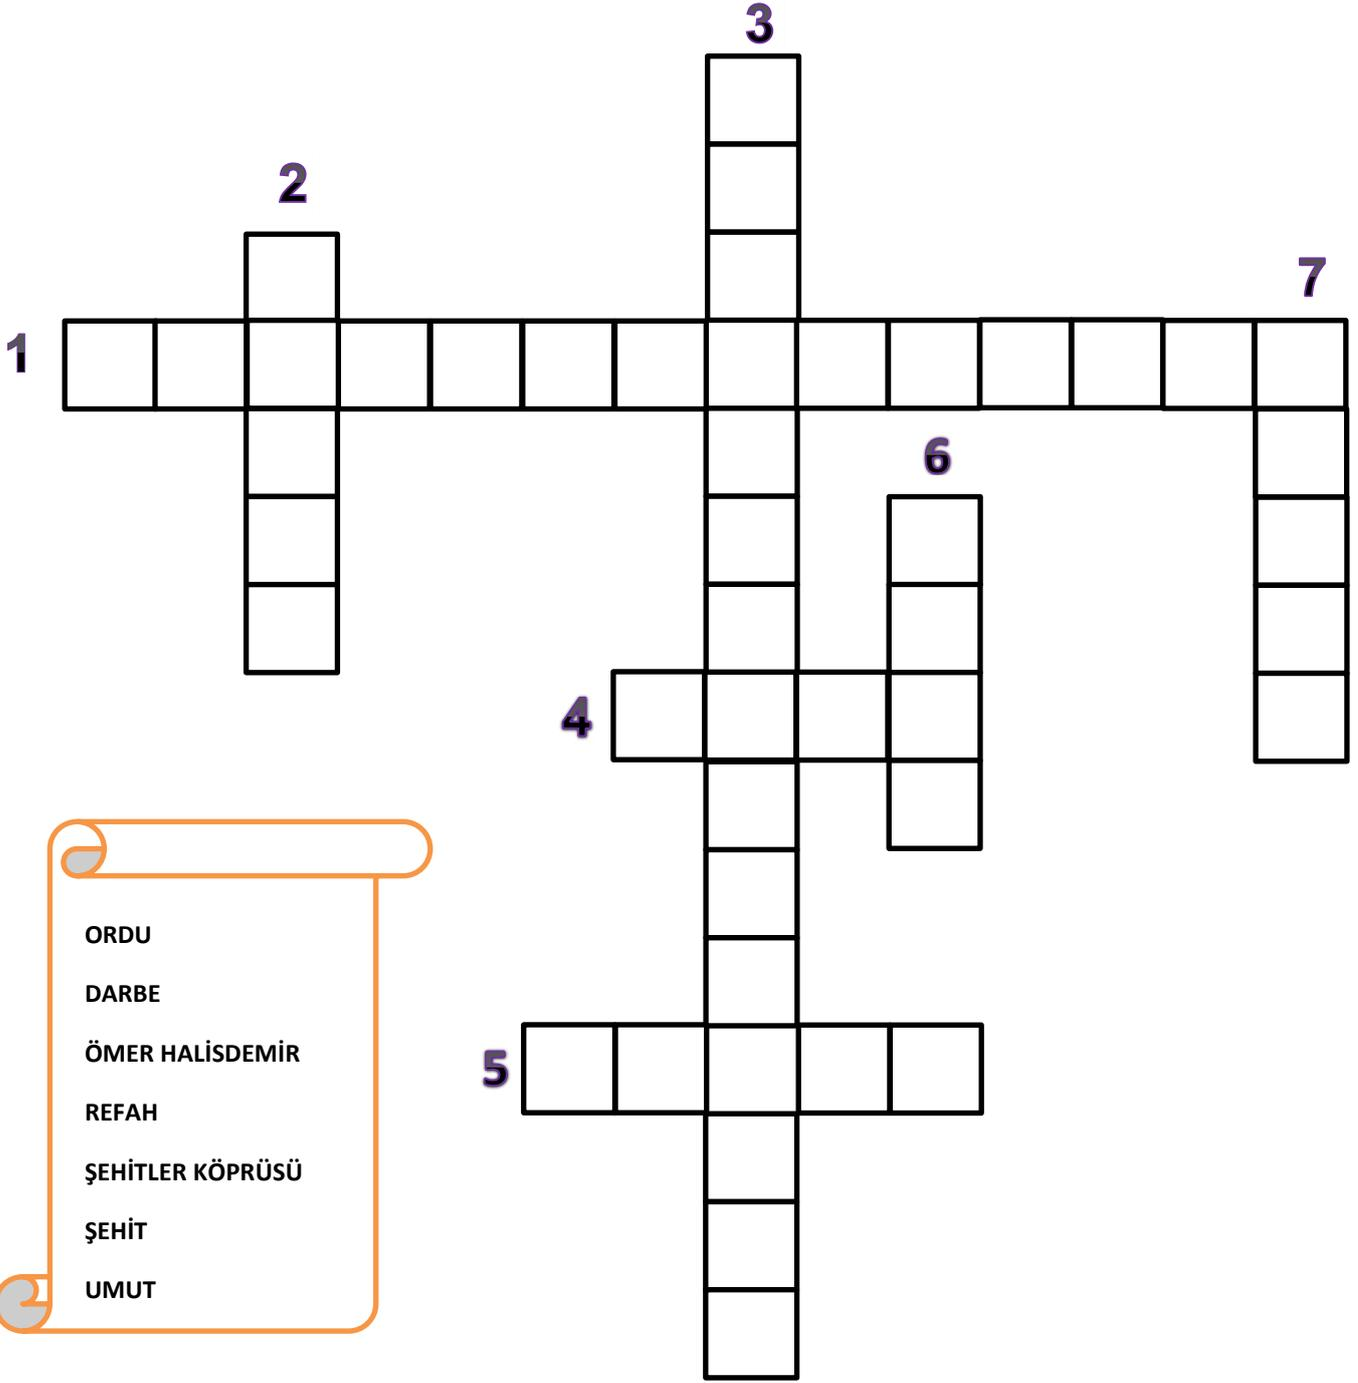 3
2
7
1
6
4
5
ORDU
DARBE
ÖMER HALİSDEMİR
REFAH
ŞEHİTLER KÖPRÜSÜ
ŞEHİT
UMUT